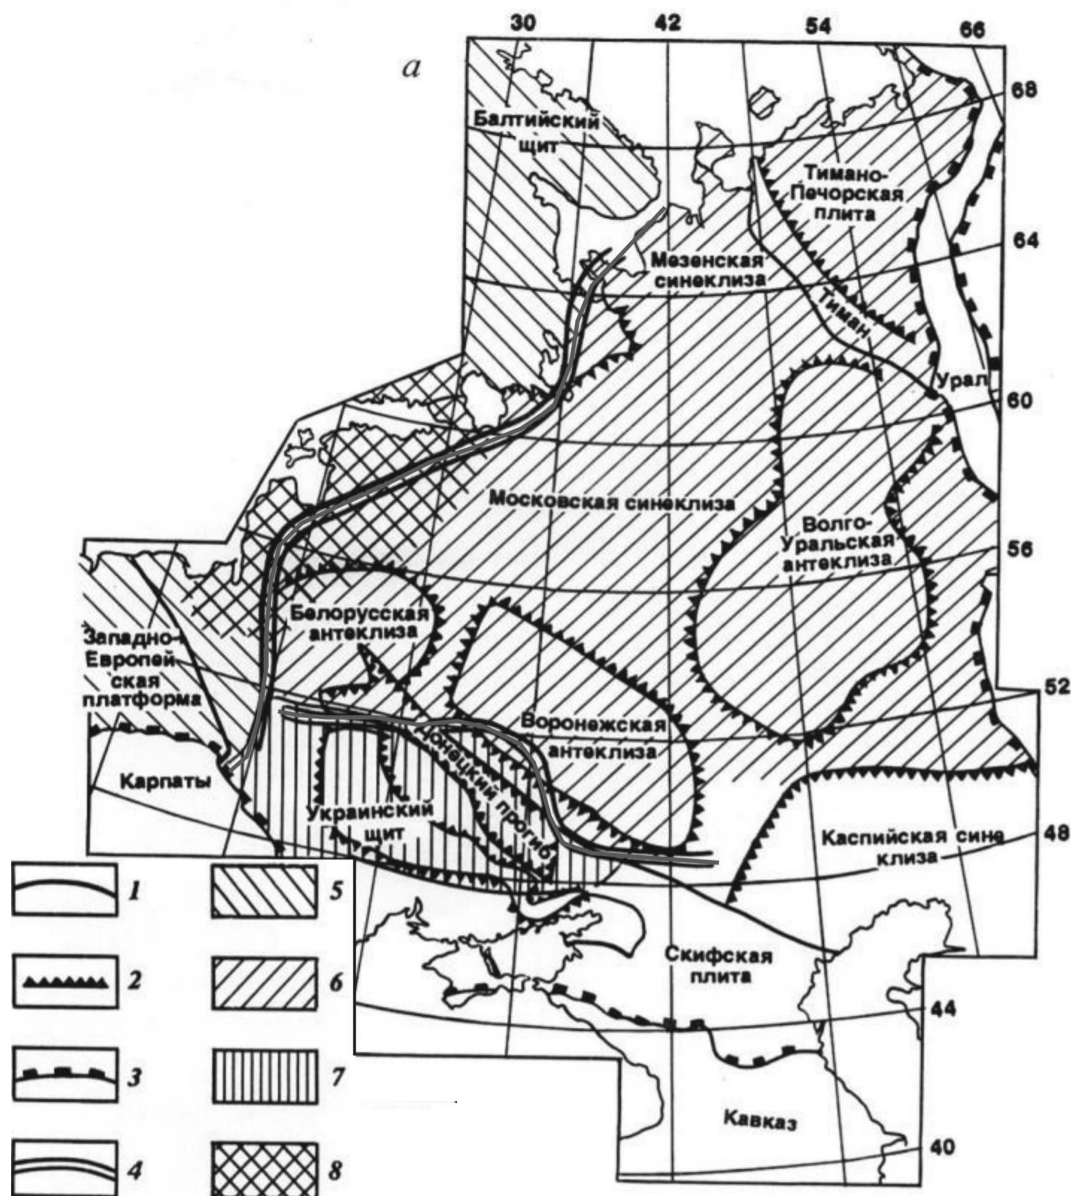 30 42 54 66
а
68
Балтийский
щит
Тимано-
Печорская
плита
64
Мезенская
синеклиза
Тиман
Урал
60
Московская синеклиза
Волго-
Уральская
антеклиза
56
Белорусская
антеклиза
Западно-
Европей
ская
платформа
52
Воронежская
антеклиза
Донецкий прогиб
Карпаты
Украинский
щит
Каспийская сине
клиза
48
1
5
2
6
Скифская
плита
44
3
7
Кавказ
4
8
40